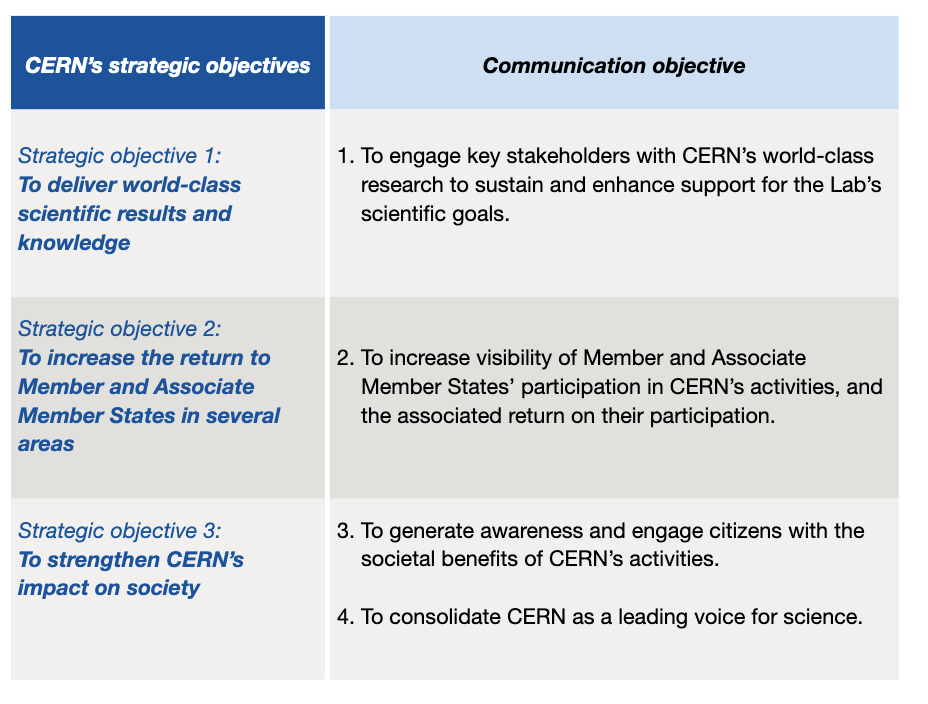 CERN’s strategic objectives
Communication objective
Strategic objective 1:
To deliver world-class
scientific results and
knowledge
1. To engage key stakeholders with CERN’s world-class
research to sustain and enhance support for the Lab’s
scientific goals.
Strategic objective 2:
To increase the return to
Member and Associate
Member States in several
areas
2. To increase visibility of Member and Associate
Member States’ participation in CERN’s activities, and
the associated return on their participation.
Strategic objective 3:
To strengthen CERN’s
impact on society
3. To generate awareness and engage citizens with the
societal benefits of CERN’s activities.
4. To consolidate CERN as a leading voice for science.